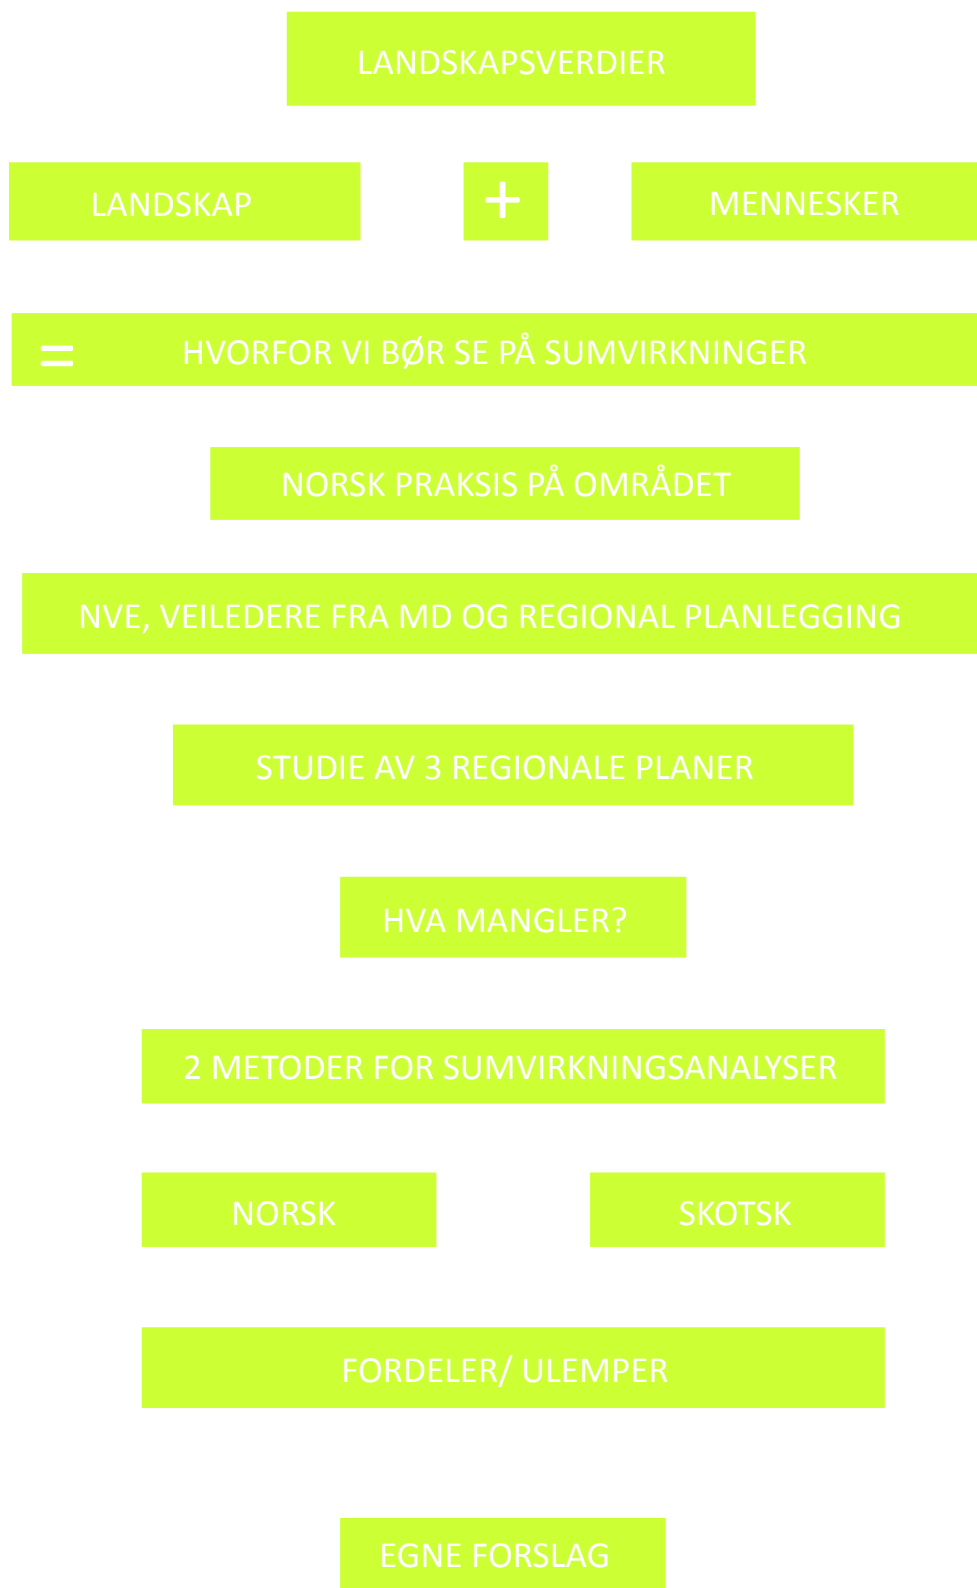 LANDSKAPSVERDIER
LANDSKAP + MENNESKER
= HVORFOR VI BØR SE PÅ SUMVIRKNINGER
NORSK PRAKSIS PÅ OMRÅDET
NVE, VEILEDERE FRA MD OG REGIONAL PLANLEGGING
STUDIE AV 3 REGIONALE PLANER
HVA MANGLER?
2 METODER FOR SUMVIRKNINGSANALYSER
NORSK SKOTSK
FORDELER/ ULEMPER
EGNE FORSLAG